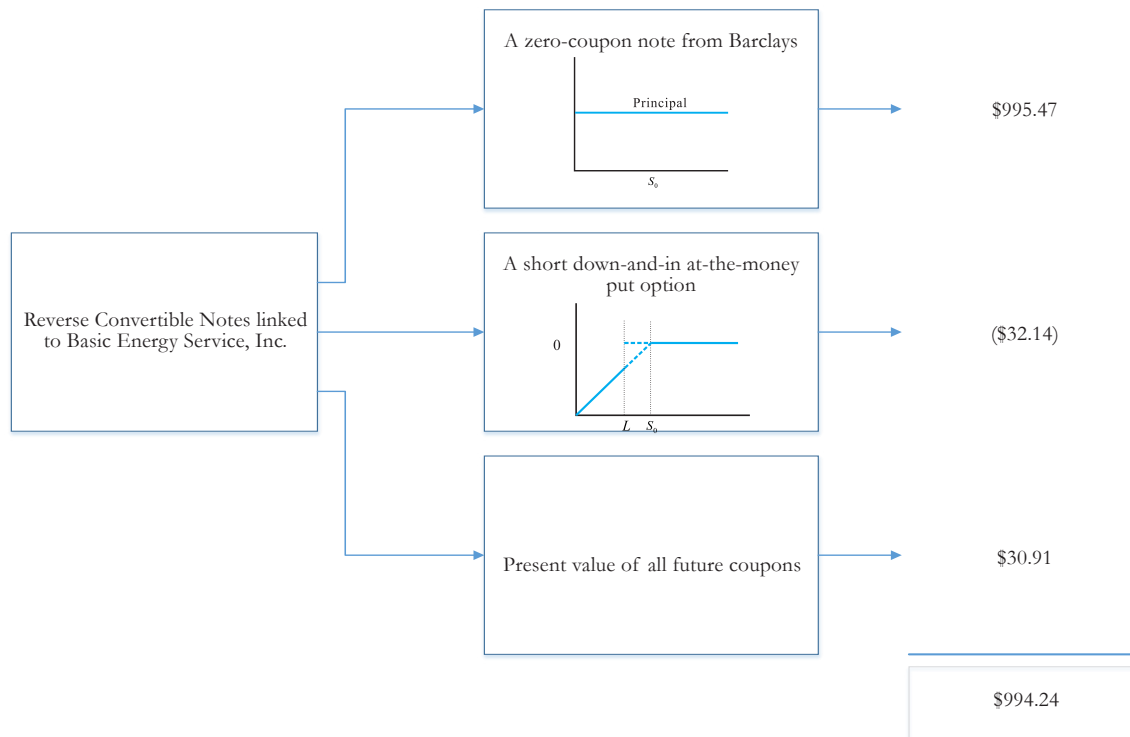 A zero-coupon note from Barclays
Principal
S₀
$995.47
Reverse Convertible Notes linked
to Basic Energy Service, Inc.
A short down-and-in at-the-money
put option
0
L S₀
($32.14)
Present value of all future coupons
$30.91
$994.24